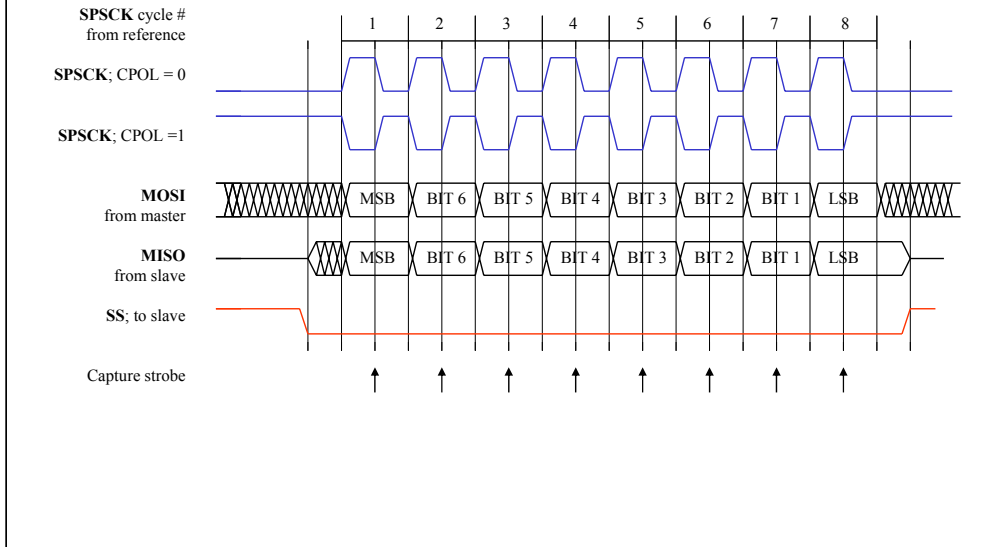 SPSCK cycle #
from reference
1 2 3 4 5 6 7 8
SPSCK; CPOL = 0
SPSCK; CPOL =1
MOSI
from master
MSB BIT 6 BIT 5 BIT 4 BIT 3 BIT 2 BIT 1 LSB
MISO
from slave
MSB BIT 6 BIT 5 BIT 4 BIT 3 BIT 2 BIT 1 LSB
SS; to slave
Capture strobe